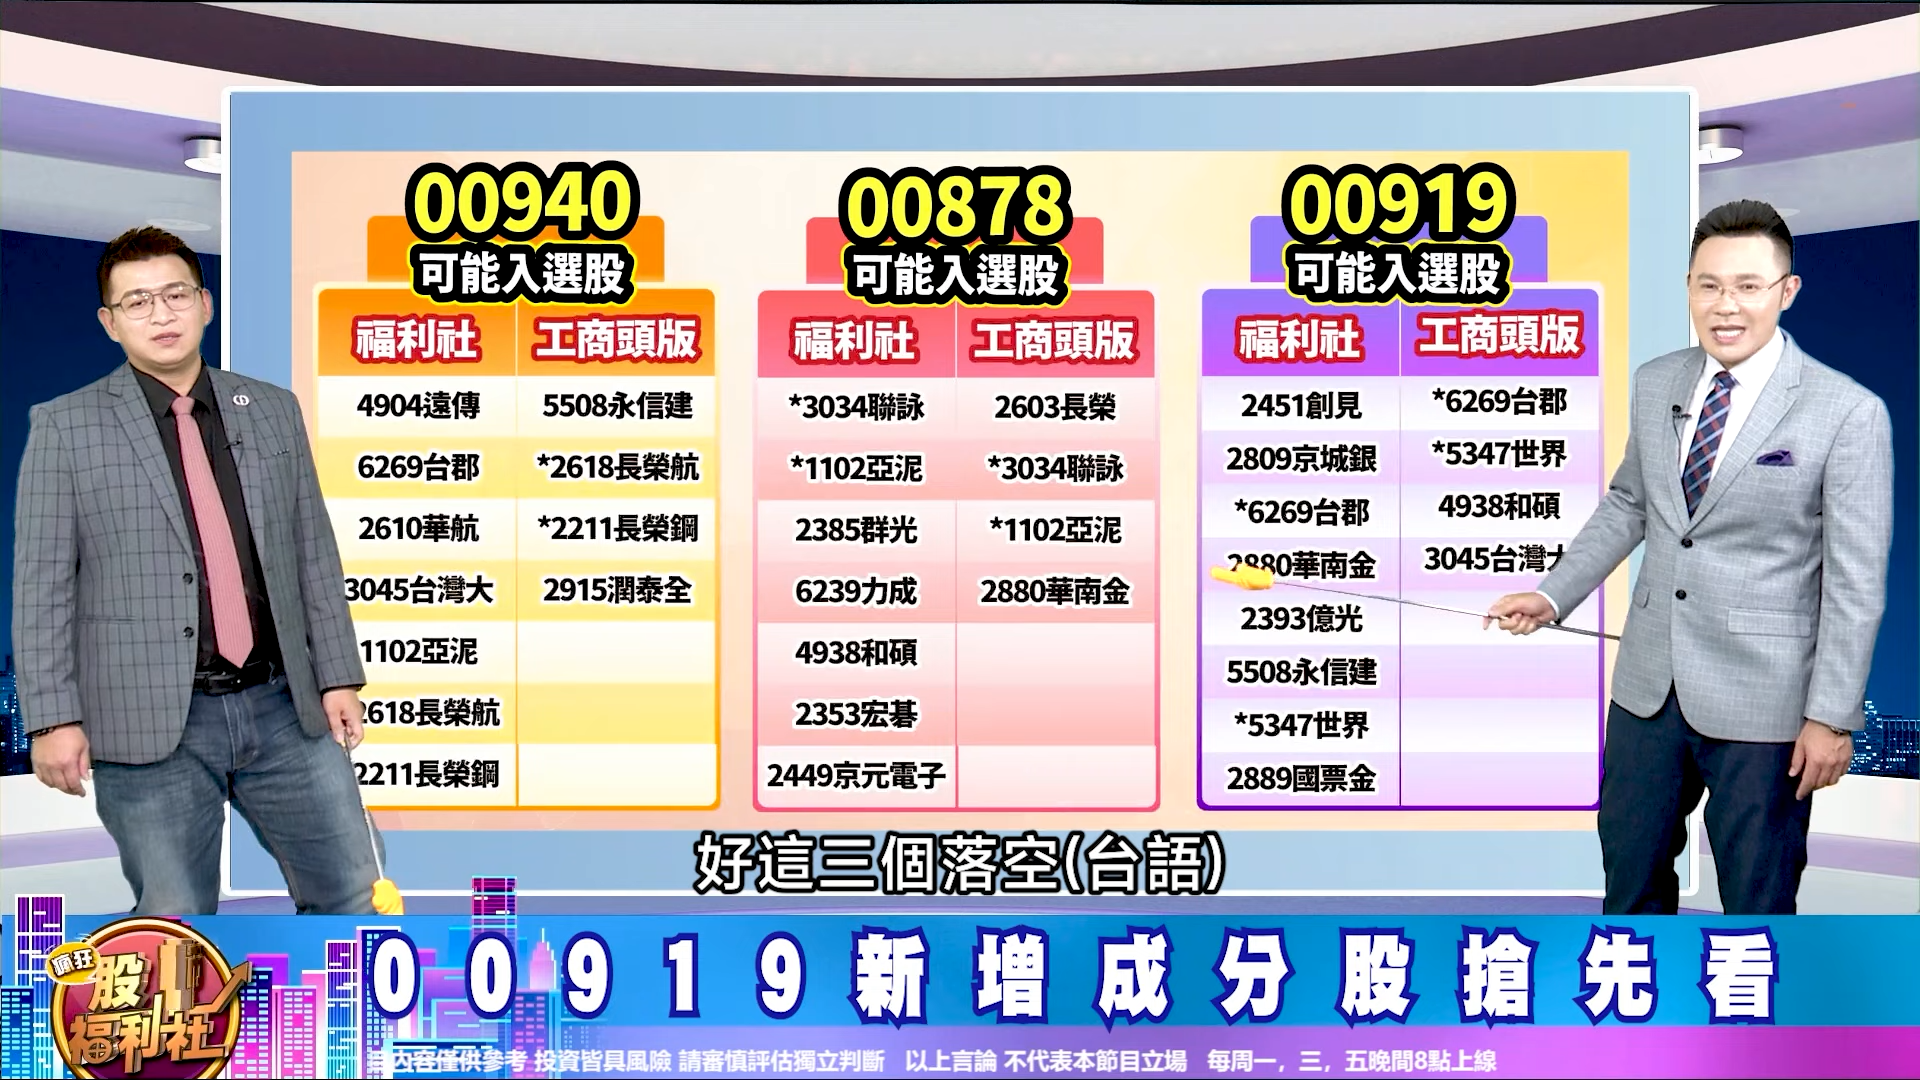 00940
可能入選股
福利社 工商頭版
4904遠傳 5508永信建
6269台郡 *2618長榮航
2610華航 *2211長榮鋼
3045台灣大 2915潤泰全
1102亞泥
2618長榮航
2211長榮鋼
00878
可能入選股
福利社 工商頭版
*3034聯詠 2603長榮
*1102亞泥 *3034聯詠
2385群光 *1102亞泥
6239力成 2880華南金
4938和碩
2353宏碁
2449京元電子
00919
可能入選股
福利社 工商頭版
2451創見 *6269台郡
2809京城銀 *5347世界
*6269台郡 4938和碩
2880華南金 3045台灣大
2393億光
5508永信建
*5347世界
2889國票金
好這三個落空(台語)
00919新增成分股搶先看
瘋狂
股
福利社
內容僅供參考 投資皆具風險 請審慎評估獨立判斷 以上言論 不代表本節目立場 每周一，三，五晚間8點上線